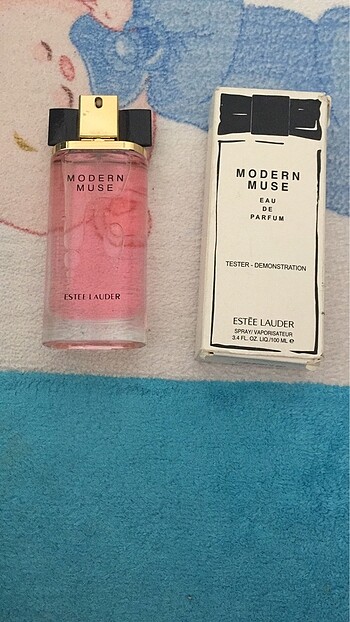 MODERN
MUSE
ESTEE LAUDER
MODERN
MUSE
EAU
DE
PARFUM
TESTER - DEMONSTRATION
ESTĒE LAUDER
SPRAY/ VAPORISATEUR
3.4 FL. OZ. LIQ./100 ML ℮